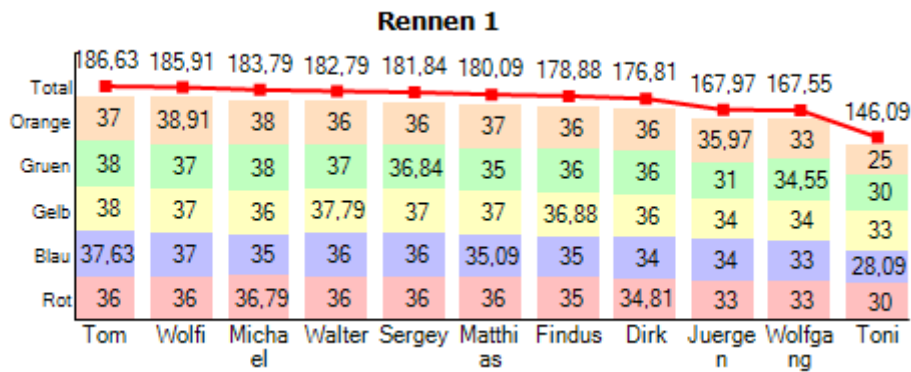 Rennen 1
186,63 185,91 183,79 182,79 181,84 180,09 178,88 176,81 167,97 167,55 146,09
Total
Orange 37 38,91 38 36 36 37 36 36 35,97 33 25
Gruen 38 37 38 37 36,84 35 36 36 31 34,55 30
Gelb 38 37 36 37,79 37 37 36,88 36 34 34 33
Blau 37,63 37 35 36 36 35,09 35 34 34 33 28,09
Rot 36 36 36,79 36 36 36 35 34,81 33 33 30
Tom Wolfi Micha Walter Sergey Matthi Findus Dirk Juerge Wolfga Toni
el as n ng